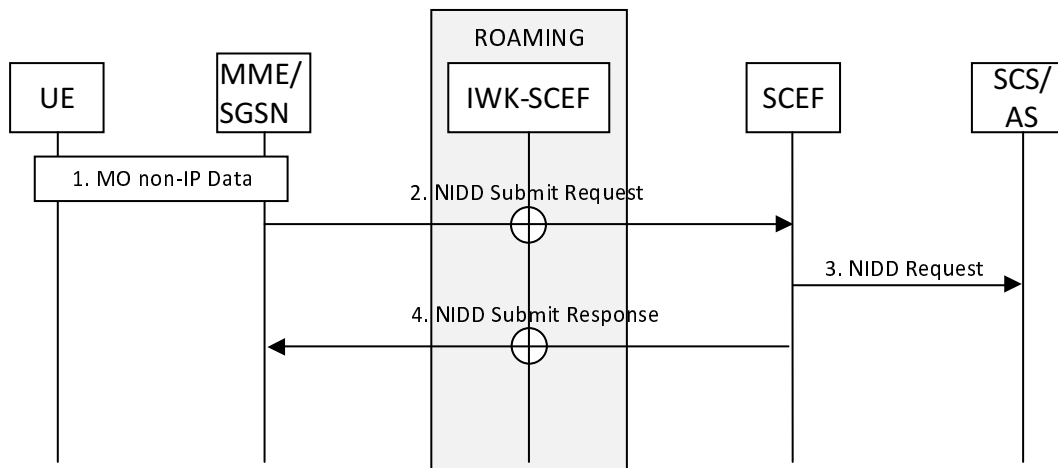 ROAMING
UE
MME/
SGSN
IWK-SCEF
SCEF
SCS/
AS
1. MO non-IP Data
2. NIDD Submit Request
3. NIDD Request
4. NIDD Submit Response